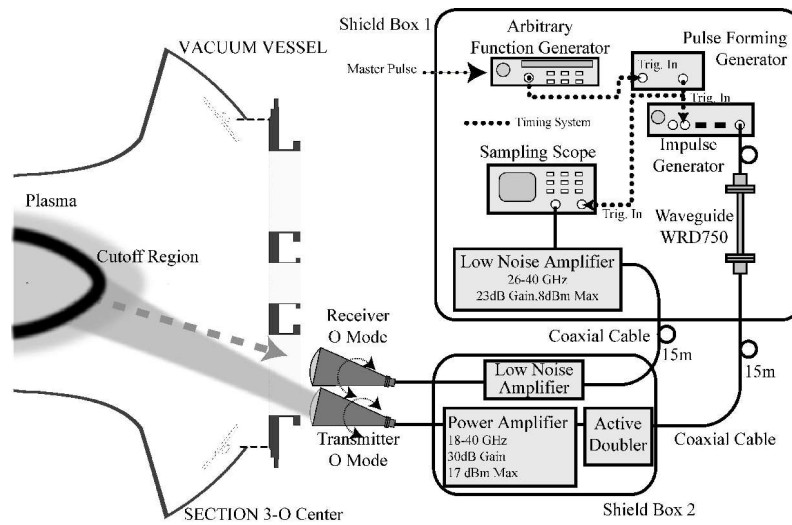 Shield Box 1
Arbitrary
Function Generator
Pulse Forming
Generator
VACUUM VESSEL
Master Pulse
Trig. In
Trig. In
Timing System
Impulse
Generator
Sampling Scope
Trig. In
Plasma
Waveguide
WRD750
Cutoff Region
Low Noise Amplifier
26-40 GHz
23dB Gain.8dBm Max
Receiver
O Mode
Coaxial Cable
15m
15m
Low Noise
Amplifier
Power Amplifier
18-40 GHz
30dB Gain
17 dBm Max
Active
Doubler
Transmitter
O Mode
Coaxial Cable
SECTION 3-O Center
Shield Box 2